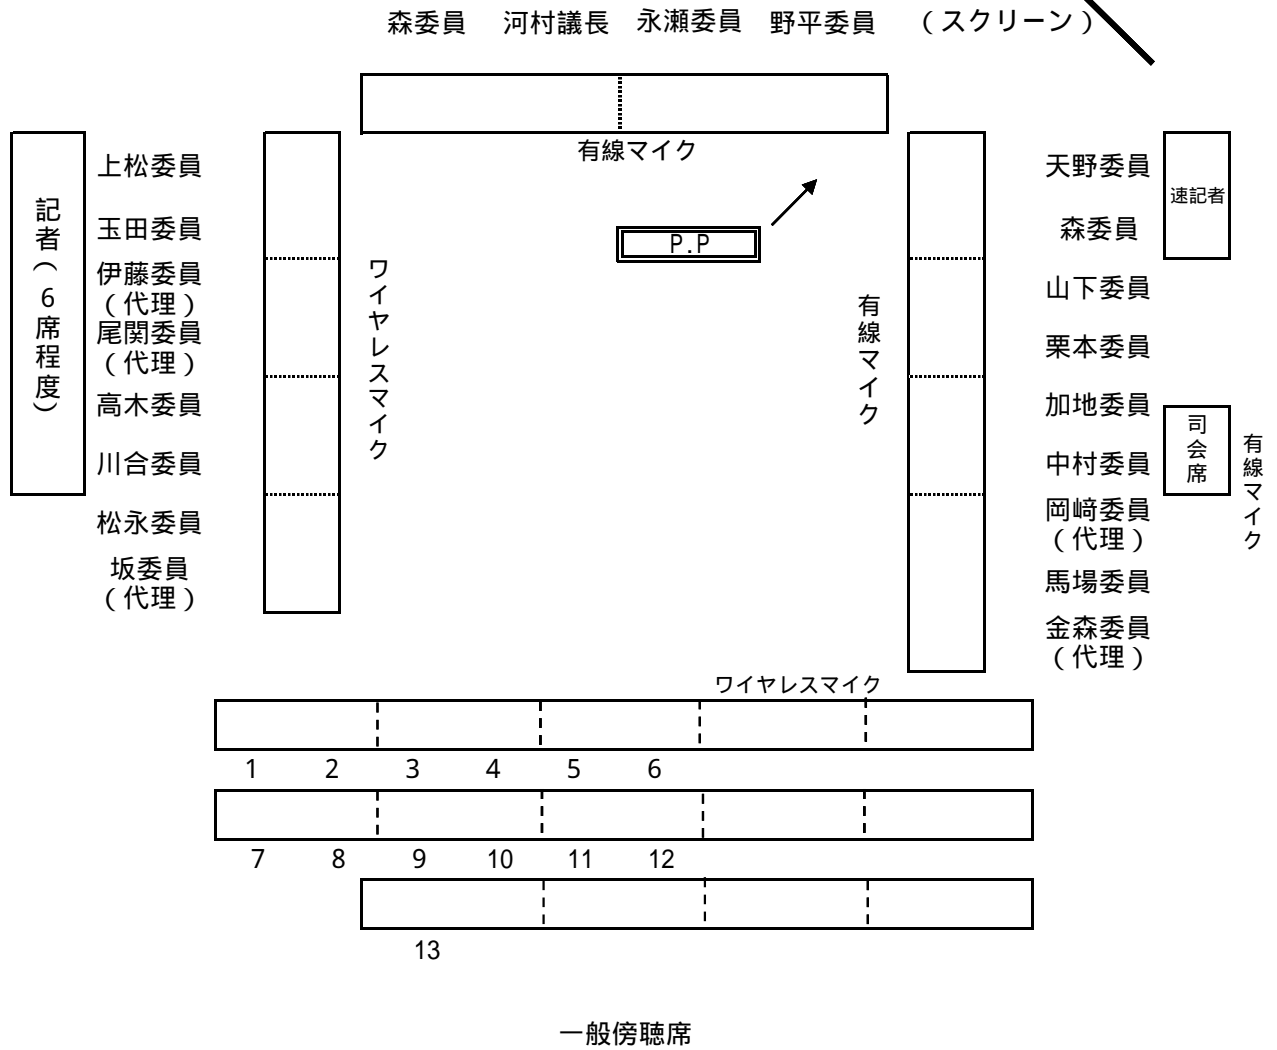 森委員 河村議長 永瀬委員 野平委員 （スクリーン）
有線マイク
記者（6席程度）
上松委員
玉田委員
伊藤委員
（代理）
尾関委員
（代理）
高木委員
川合委員
松永委員
坂委員
（代理）
ワイヤレスマイク
P.P
有線マイク
天野委員
森委員
山下委員
栗本委員
加地委員
中村委員
岡﨑委員
（代理）
馬場委員
金森委員
（代理）
速記者
司会席
有線マイク
ワイヤレスマイク
1 2 3 4 5 6
7 8 9 10 11 12
13
一般傍聴席